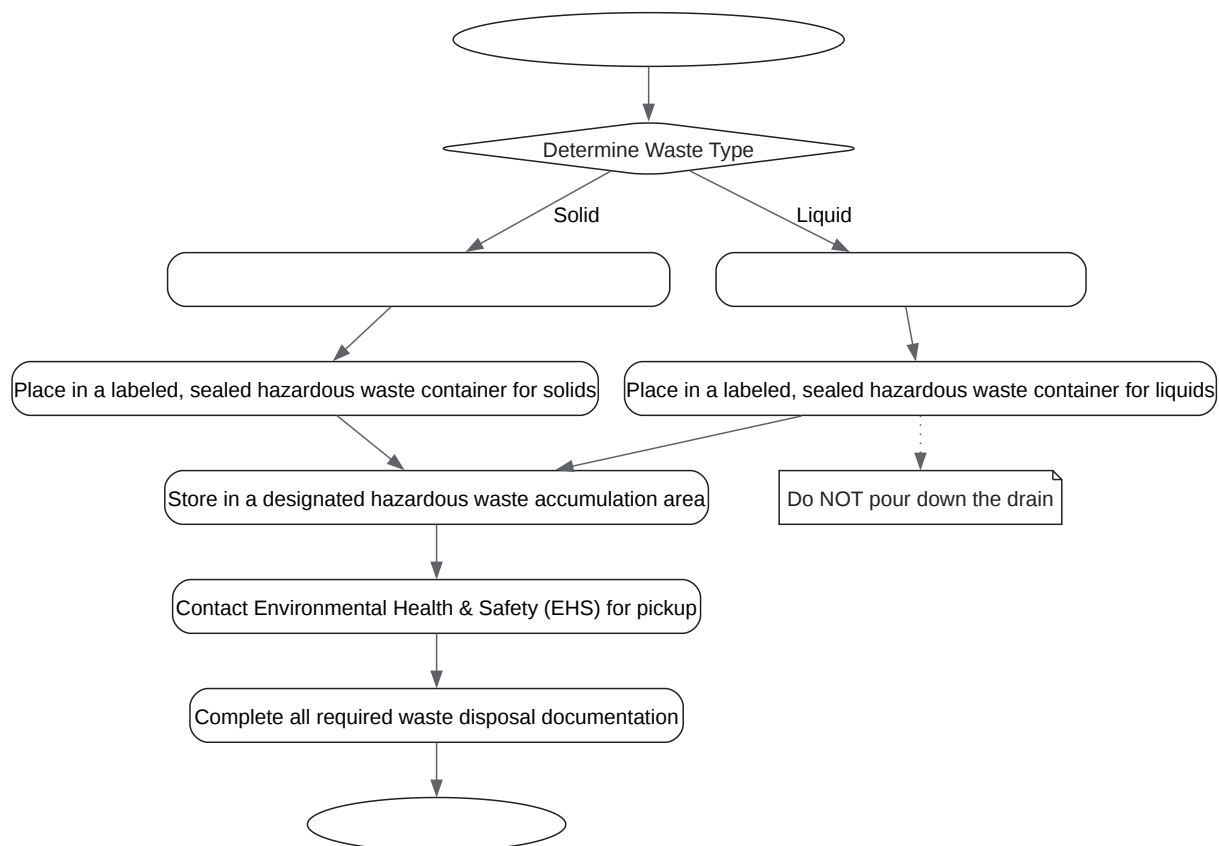 Determine Waste Type
Solid
Liquid
Place in a labeled, sealed hazardous waste container for solids
Place in a labeled, sealed hazardous waste container for liquids
Store in a designated hazardous waste accumulation area
Do NOT pour down the drain
Contact Environmental Health & Safety (EHS) for pickup
Complete all required waste disposal documentation